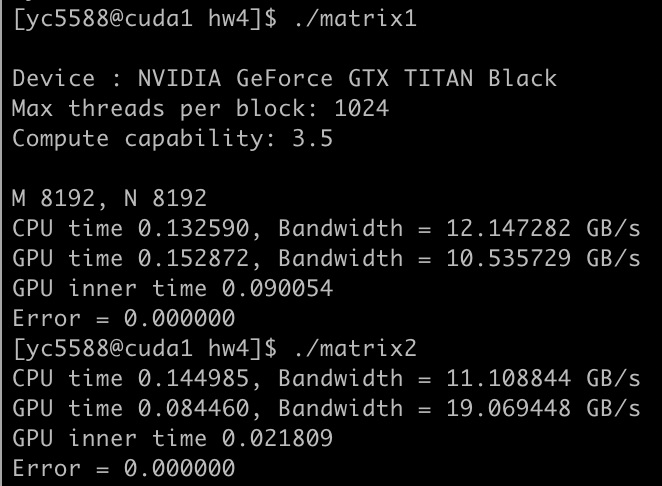 [yc5588@cuda1 hw4]$ ./matrix1
Device : NVIDIA GeForce GTX TITAN Black
Max threads per block: 1024
Compute capability: 3.5
M 8192, N 8192
CPU time 0.132590, Bandwidth = 12.147282 GB/s
GPU time 0.152872, Bandwidth = 10.535729 GB/s
GPU inner time 0.090054
Error = 0.000000
[yc5588@cuda1 hw4]$ ./matrix2
CPU time 0.144985, Bandwidth = 11.108844 GB/s
GPU time 0.084460, Bandwidth = 19.069448 GB/s
GPU inner time 0.021809
Error = 0.000000